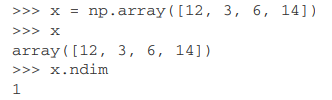 >>> x = np.array([12, 3, 6, 14])
>>> x
array([12, 3, 6, 14])
>>> x.ndim
1